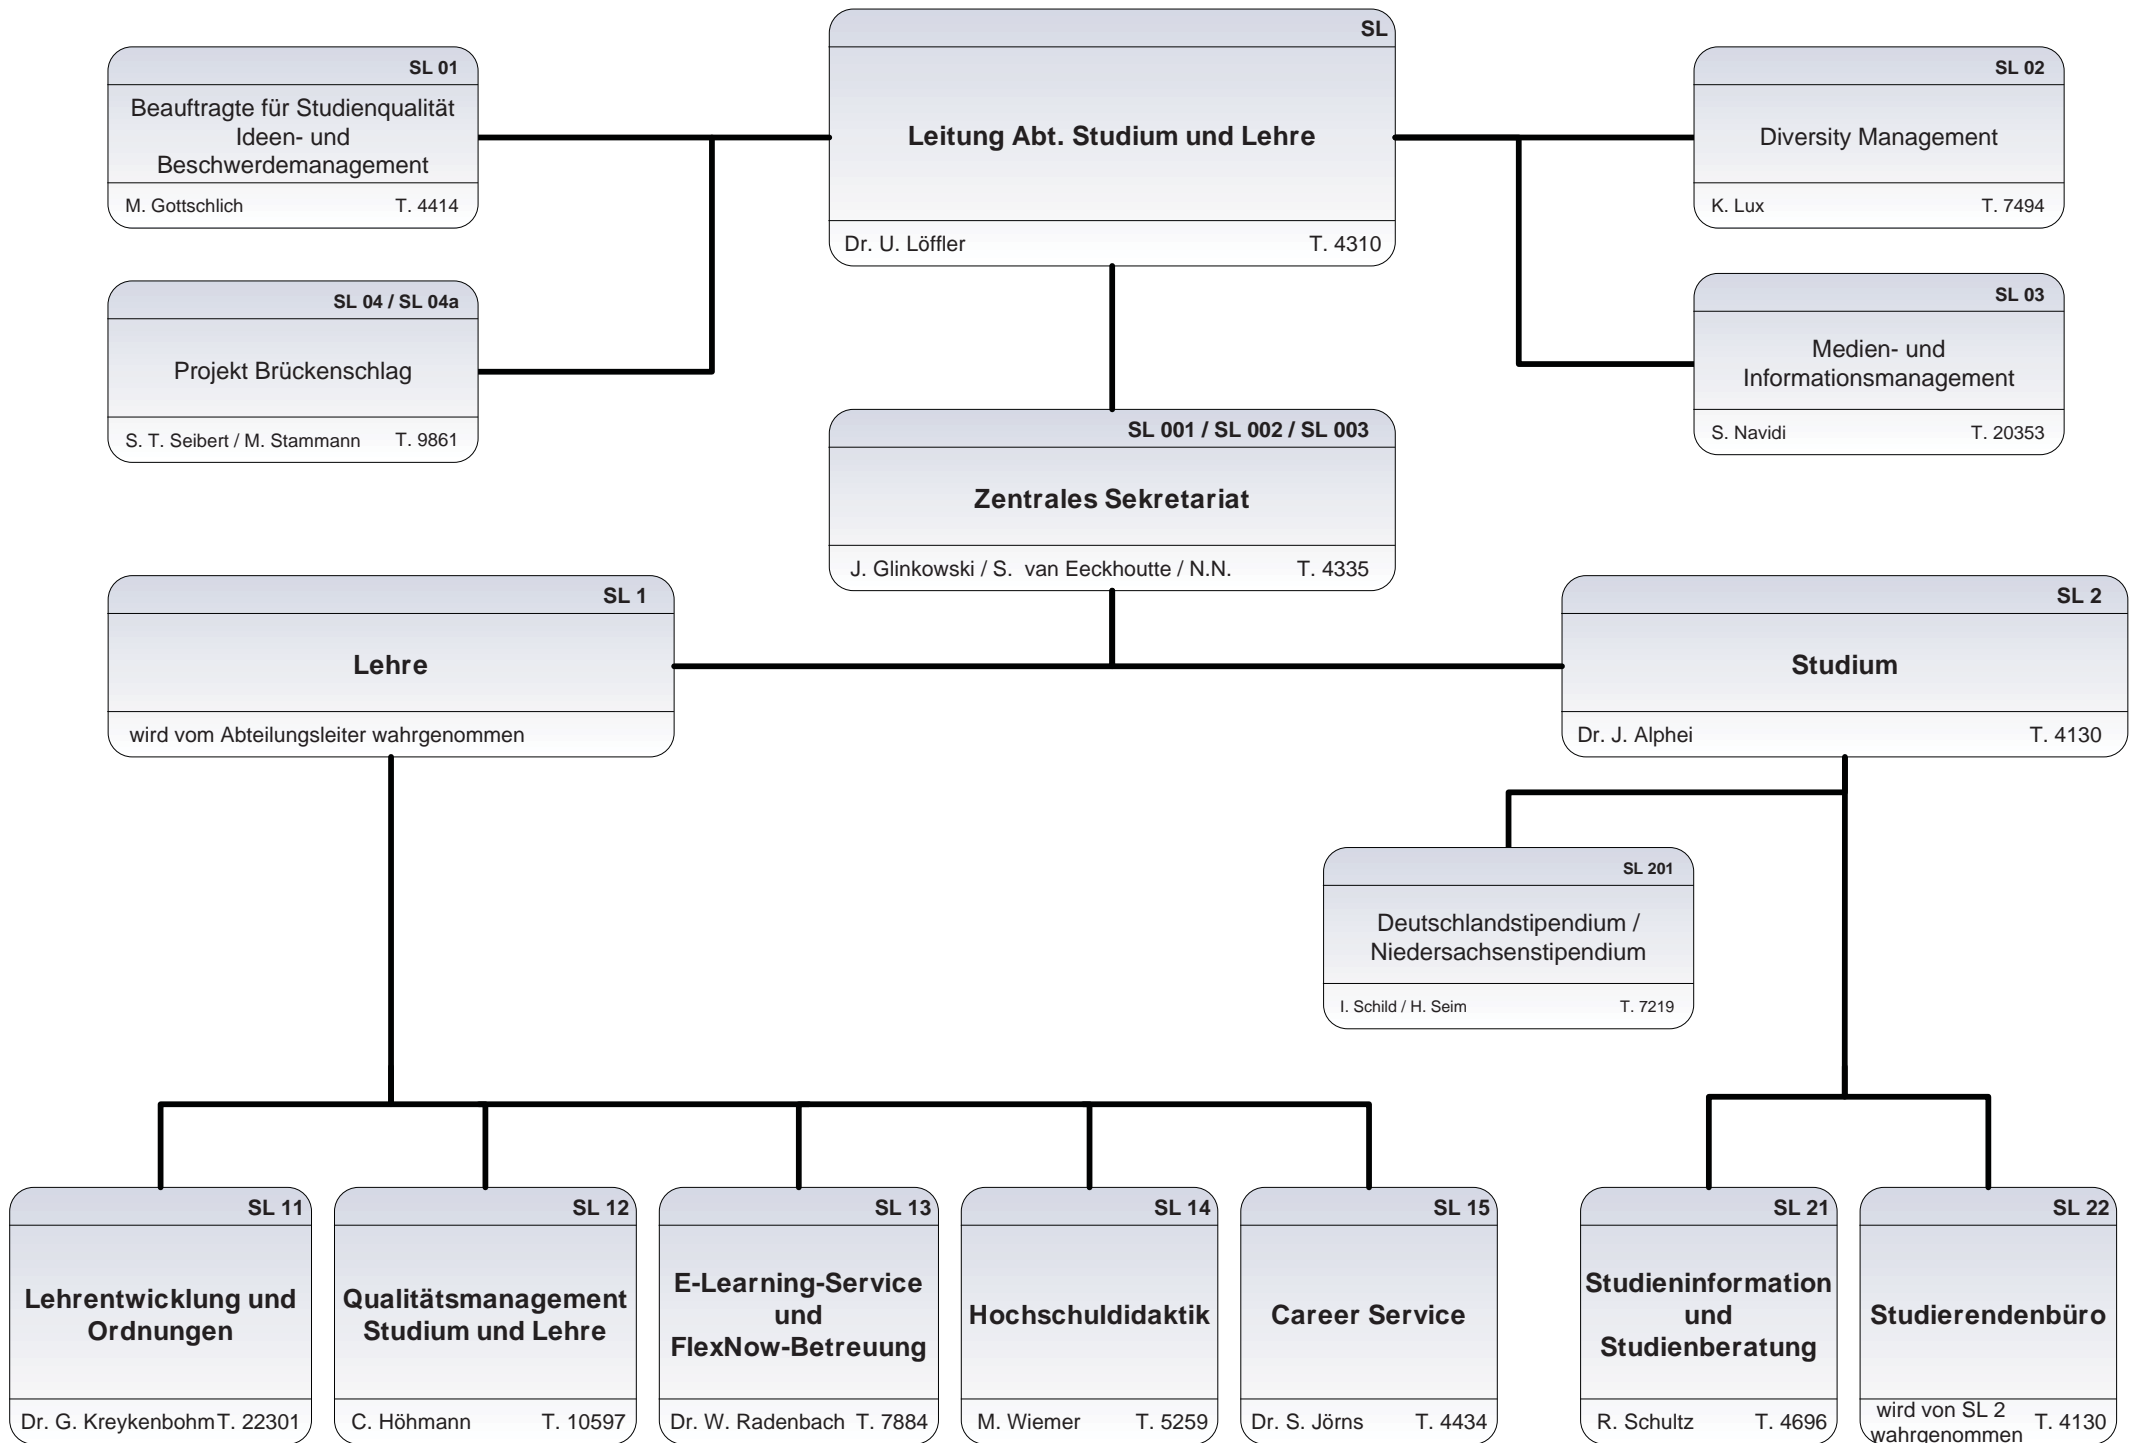 SL
Leitung Abt. Studium und Lehre
Dr. U. Löffler T. 4310
SL 01
Beauftragte für Studienqualität
Ideen- und
Beschwerdemanagement
M. Gottschlich T. 4414
SL 02
Diversity Management
K. Lux T. 7494
SL 04 / SL 04a
Projekt Brückenschlag
S. T. Seibert / M. Stammann T. 9861
SL 03
Medien- und
Informationsmanagement
S. Navidi T. 20353
SL 001 / SL 002 / SL 003
Zentrales Sekretariat
J. Glinkowski / S. van Eeckhoutte / N.N. T. 4335
SL 1
Lehre
wird vom Abteilungsleiter wahrgenommen
SL 2
Studium
Dr. J. Alphei T. 4130
SL 201
Deutschlandstipendium /
Niedersachsenstipendium
I. Schild / H. Seim T. 7219
SL 11
Lehrentwicklung und
Ordnungen
Dr. G. Kreykenbohm T. 22301
SL 12
Qualitätsmanagement
Studium und Lehre
C. Höhmann T. 10597
SL 13
E-Learning-Service
und
FlexNow-Betreuung
Dr. W. Radenbach T. 7884
SL 14
Hochschuldidaktik
M. Wiemer T. 5259
SL 15
Career Service
Dr. S. Jörns T. 4434
SL 21
Studieninformation
und
Studienberatung
R. Schultz T. 4696
SL 22
Studierendenbüro
wird von SL 2
wahrgenommen T. 4130